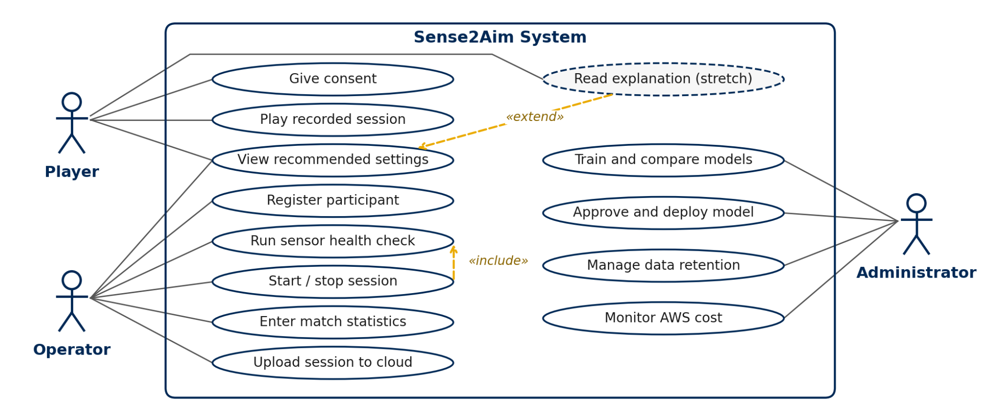 Sense2Aim System
Give consent
Read explanation (stretch)
Play recorded session
«extend»
View recommended settings
Train and compare models
Player
Register participant
Approve and deploy model
Run sensor health check
«include»
Manage data retention
Administrator
Start / stop session
Enter match statistics
Monitor AWS cost
Operator
Upload session to cloud